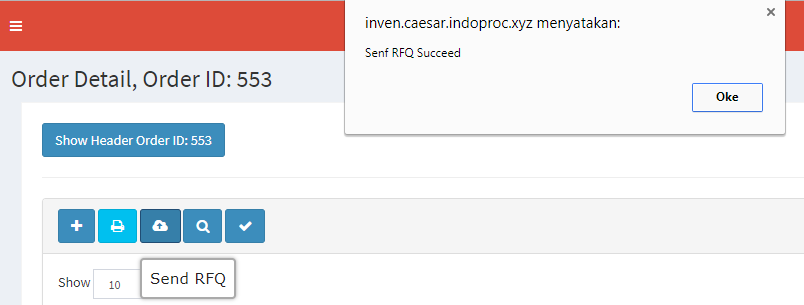 inven.caesar.indoproc.xyz menyatakan:
Senf RFQ Succeed
Oke
Order Detail, Order ID: 553
Show Header Order ID: 553
Show 10
Send RFQ